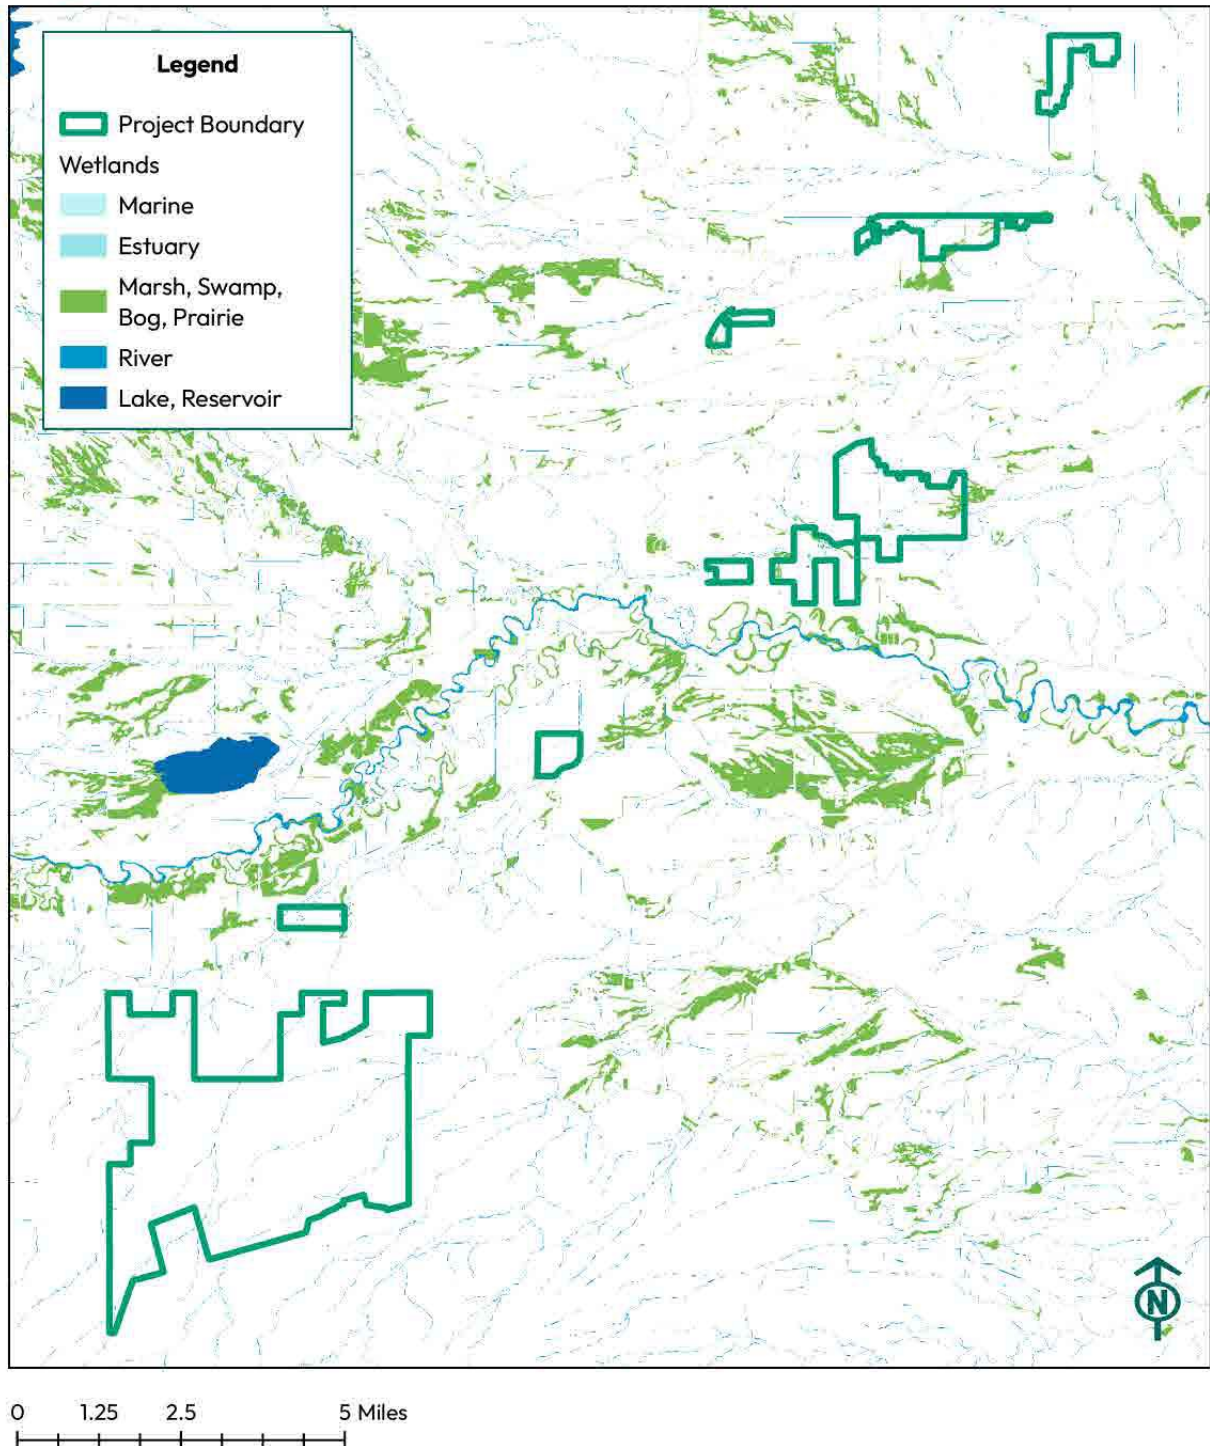 Legend
Project Boundary
Wetlands
Marine
Estuary
Marsh, Swamp,
Bog, Prairie
River
Lake, Reservoir
N
0 1.25 2.5 5 Miles